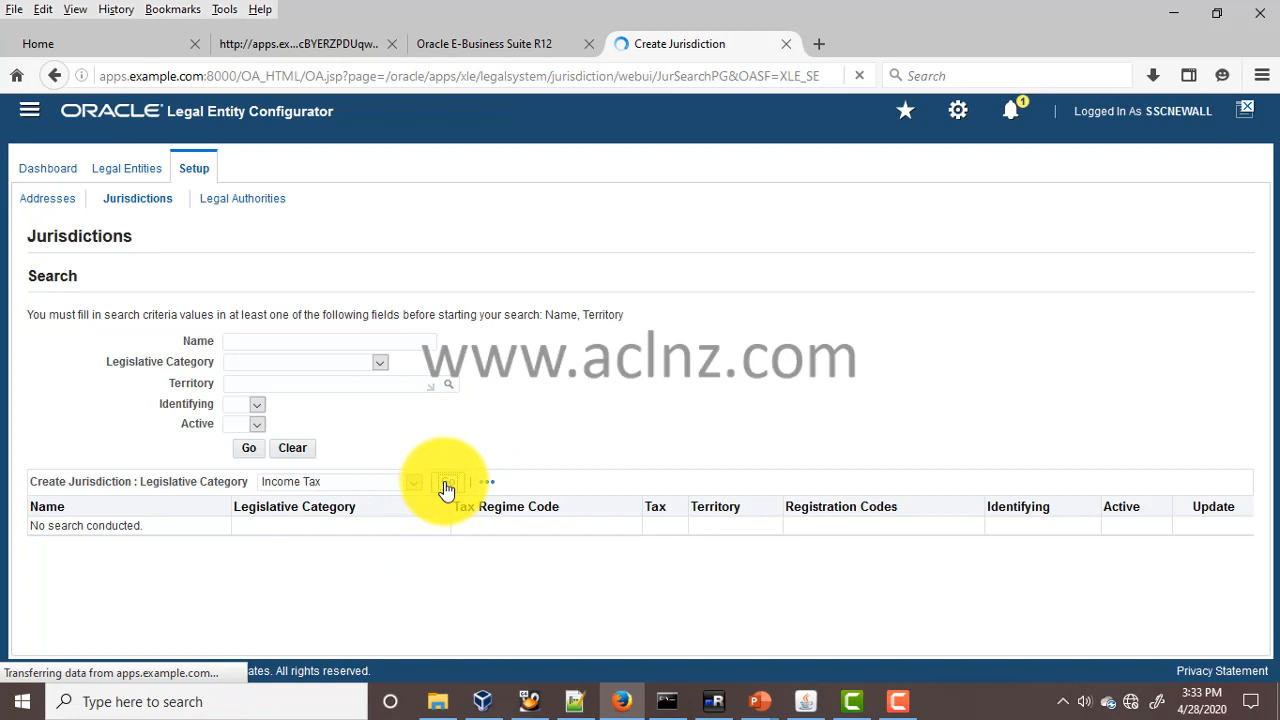 File Edit View History Bookmarks Tools Help
Home
http://apps.ex...cBYERZPDUqw..
Oracle E-Business Suite R12
Create Jurisdiction
apps.example.com:8000/OA_HTML/OA.jsp?page=/oracle/apps/xle/legalsystem/jurisdiction/webui/JurSearchPG&OASF=XLE_SE
Search
ORACLE Legal Entity Configurator
1
Logged In As SSCNEWALL
Dashboard Legal Entities Setup
Addresses Jurisdictions Legal Authorities
Jurisdictions
Search
You must fill in search criteria values in at least one of the following fields before starting your search: Name, Territory
Name
www.aclnz.com
Legislative Category
Territory
Identifying
Active
Go Clear
Create Jurisdiction : Legislative Category Income Tax
Name Legislative Category Tax Regime Code Tax Territory Registration Codes Identifying Active Update
No search conducted.
Transferring data from apps.example.com...
ates. All rights reserved.
Privacy Statement
Type here to search
3:33 PM
4/28/2020